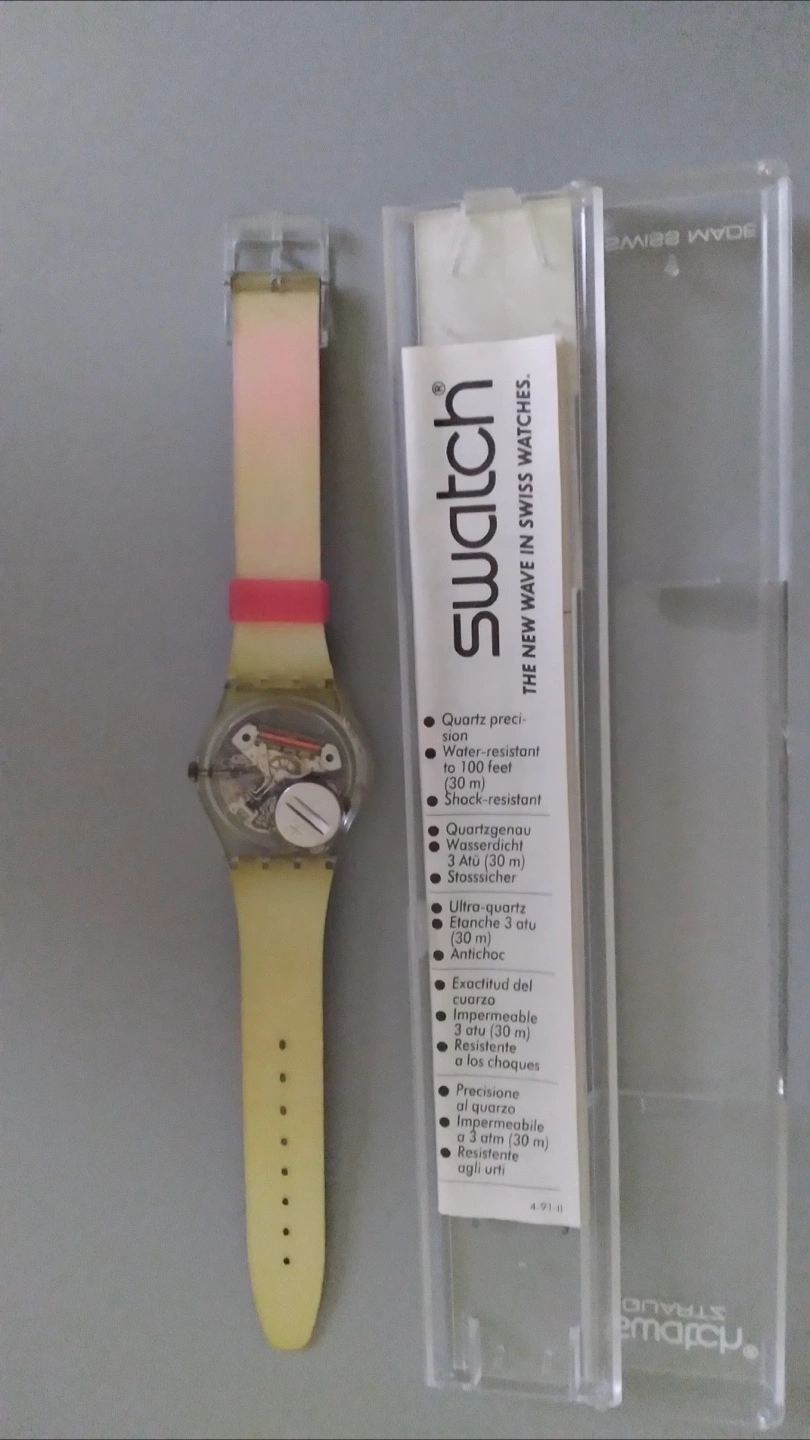 swatch®
THE NEW WAVE IN SWISS WATCHES.
● Quartz preci-
sion
● Water-resistant
to 100 feet
(30 m)
● Shock-resistant
● Quartzgenau
● Wasserdicht
3 Atü (30 m)
● Stosssicher
● Ultra-quartz
● Etanche 3 atu
(30 m)
● Antichoc
● Exactitud del
cuarzo
● Impermeable
3 atu (30 m)
● Resistente
a los choques
● Precisione
al quarzo
● Impermeabile
a 3 atm (30 m)
● Resistente
agli urti
4-91-II
SWISS MADE
swatch®
QUARTZ